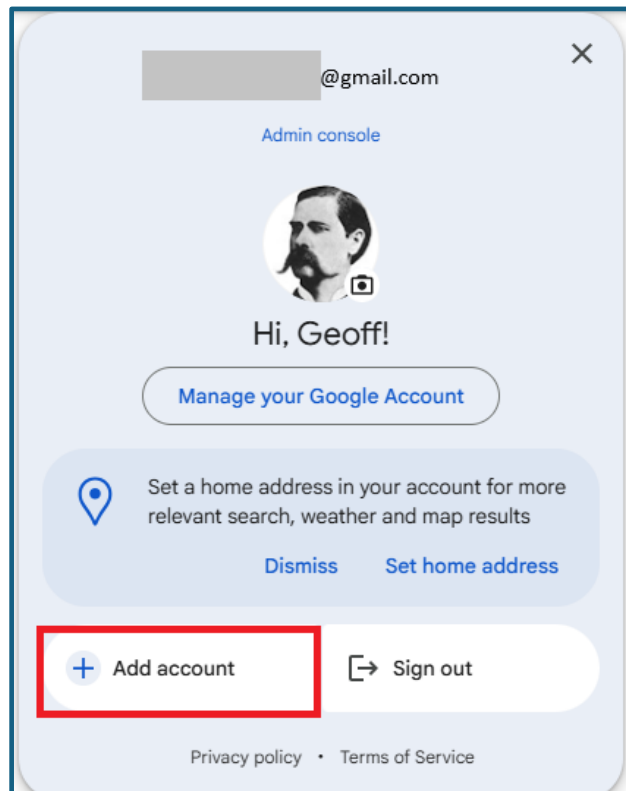 @gmail.com
Admin console
Hi, Geoff!
Manage your Google Account
Set a home address in your account for more
relevant search, weather and map results
Dismiss Set home address
Add account Sign out
Privacy policy • Terms of Service